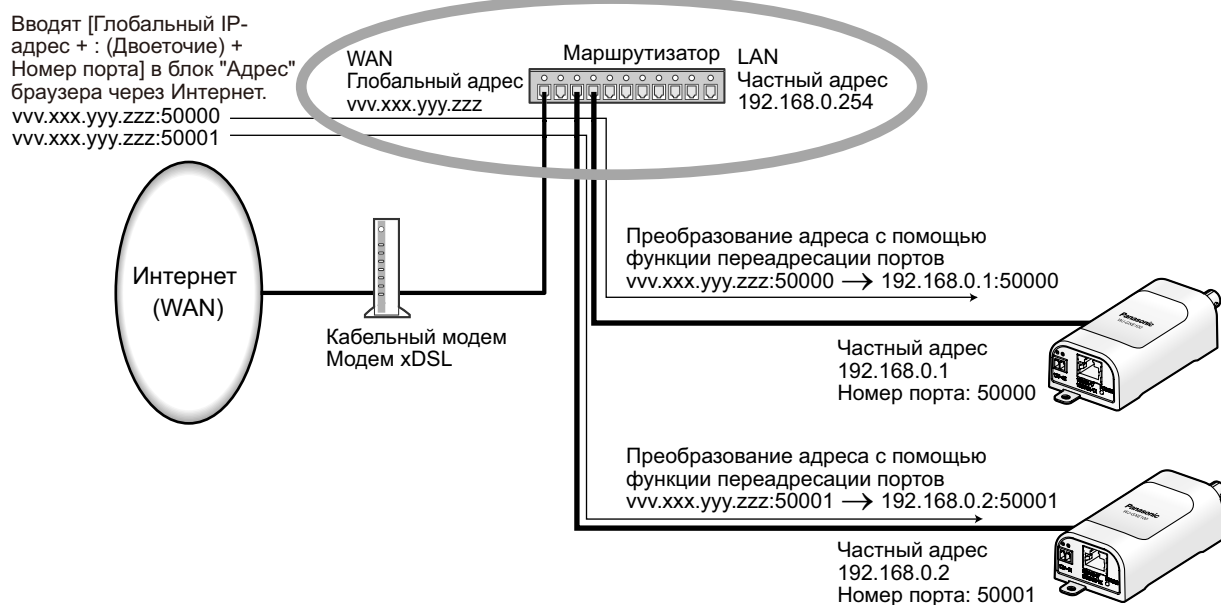 Вводят [Глобальный IP-
адрес + : (Двоеточие) +
Номер порта] в блок "Адрес"
браузера через Интернет.
vvv.xxx.yyy.zzz:50000
vvv.xxx.yyy.zzz:50001
WAN
Глобальный адрес
vvv.xxx.yyy.zzz
Маршрутизатор
LAN
Частный адрес
192.168.0.254
Интернет
(WAN)
Кабельный модем
Модем xDSL
Преобразование адреса с помощью
функции переадресации портов
vvv.xxx.yyy.zzz:50000 → 192.168.0.1:50000
Panasonic
Частный адрес
192.168.0.1
Номер порта: 50000
Преобразование адреса с помощью
функции переадресации портов
vvv.xxx.yyy.zzz:50001 → 192.168.0.2:50001
Panasonic
Частный адрес
192.168.0.2
Номер порта: 50001